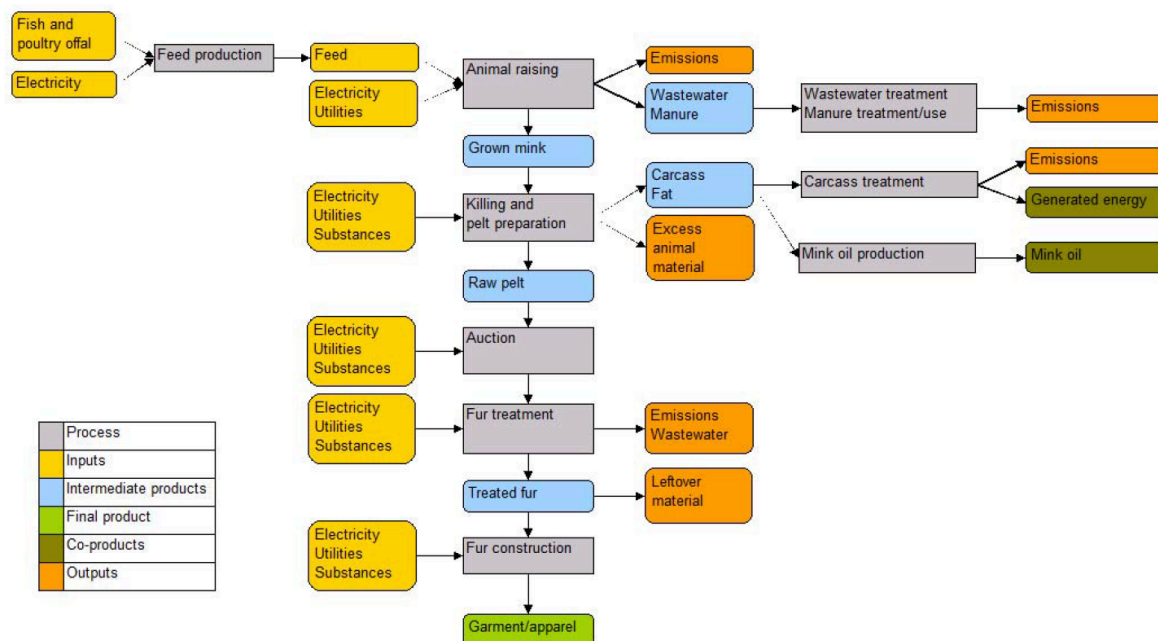 Fish and
poultry offal
Electricity
Feed production
Feed
Electricity
Utilities
Animal raising
Emissions
Wastewater
Manure
Wastewater treatment
Manure treatment/use
Emissions
Grown mink
Electricity
Utilities
Substances
Killing and
pelt preparation
Carcass
Fat
Carcass treatment
Emissions
Generated energy
Excess
animal
material
Mink oil production
Mink oil
Raw pelt
Electricity
Utilities
Substances
Auction
Electricity
Utilities
Substances
Fur treatment
Emissions
Wastewater
Treated fur
Leftover
material
Electricity
Utilities
Substances
Fur construction
Garment/apparel
Process
Inputs
Intermediate products
Final product
Co-products
Outputs